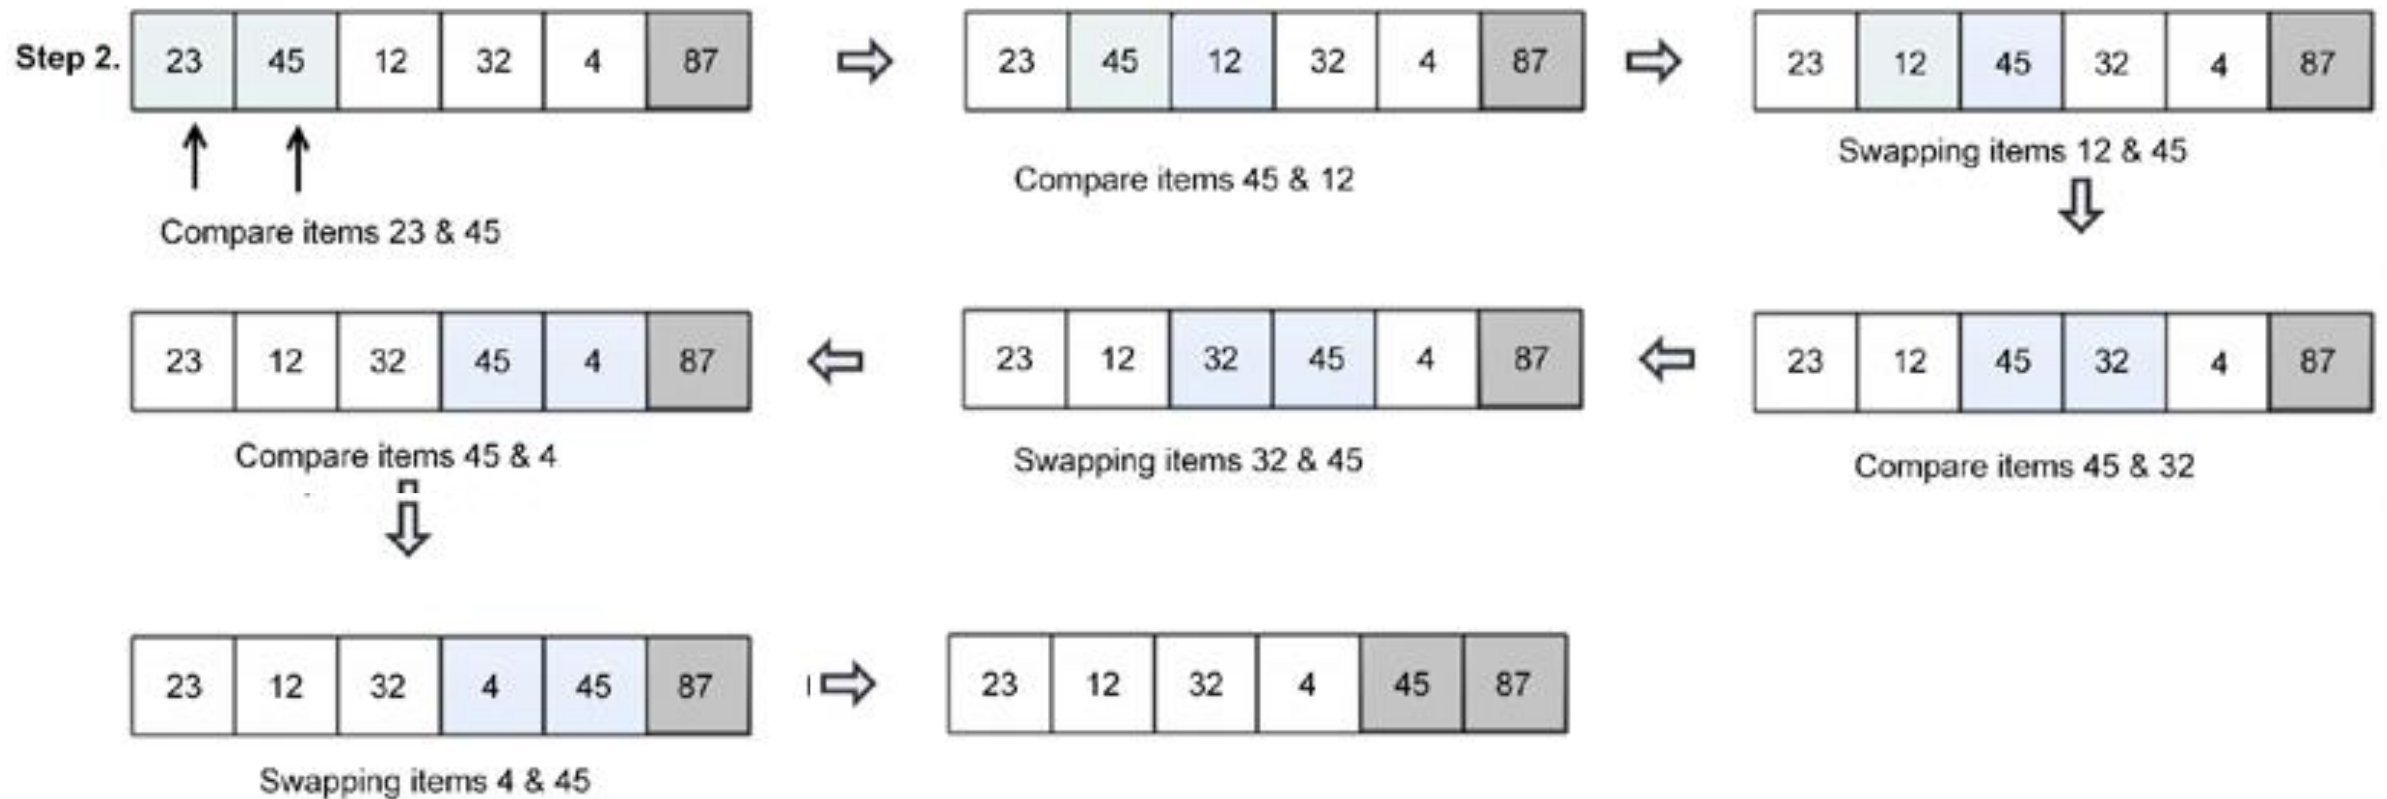 Step 2. 23 45 12 32 4 87
23 45 12 32 4 87
23 12 45 32 4 87
Compare items 23 & 45
Compare items 45 & 12
Swapping items 12 & 45
23 12 45 32 4 87
Compare items 45 & 32
23 12 32 45 4 87
Swapping items 32 & 45
23 12 32 45 4 87
Compare items 45 & 4
23 12 32 4 45 87
Swapping items 4 & 45
23 12 32 4 45 87